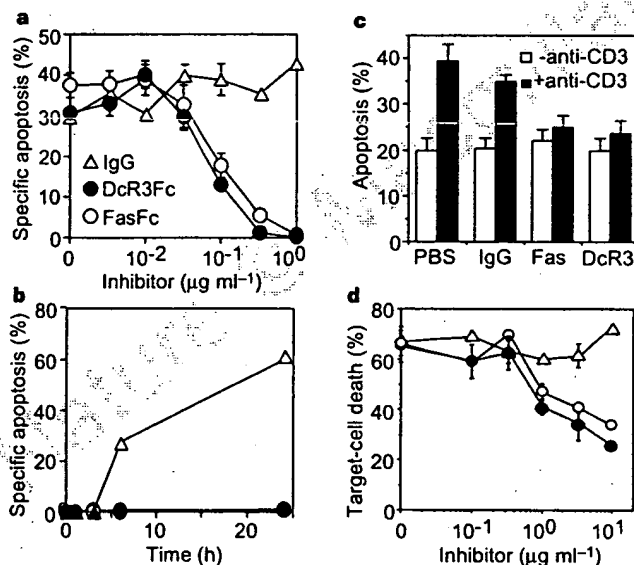 a
Specific apoptosis (%)
50
40
30
20
10
0
△ IgG
● DcR3Fc
○ FasFc
0 10⁻² 10⁻¹ 10⁰
Inhibitor (μg ml⁻¹)
c
Apoptosis (%)
40
30
20
10
0
-anti-CD3
+anti-CD3
PBS IgG Fas DcR3
b
Specific apoptosis (%)
80
60
40
20
0
0 10 20
Time (h)
d
Target-cell death (%)
80
60
40
20
0
0 10⁻¹ 10⁰ 10¹
Inhibitor (μg ml⁻¹)